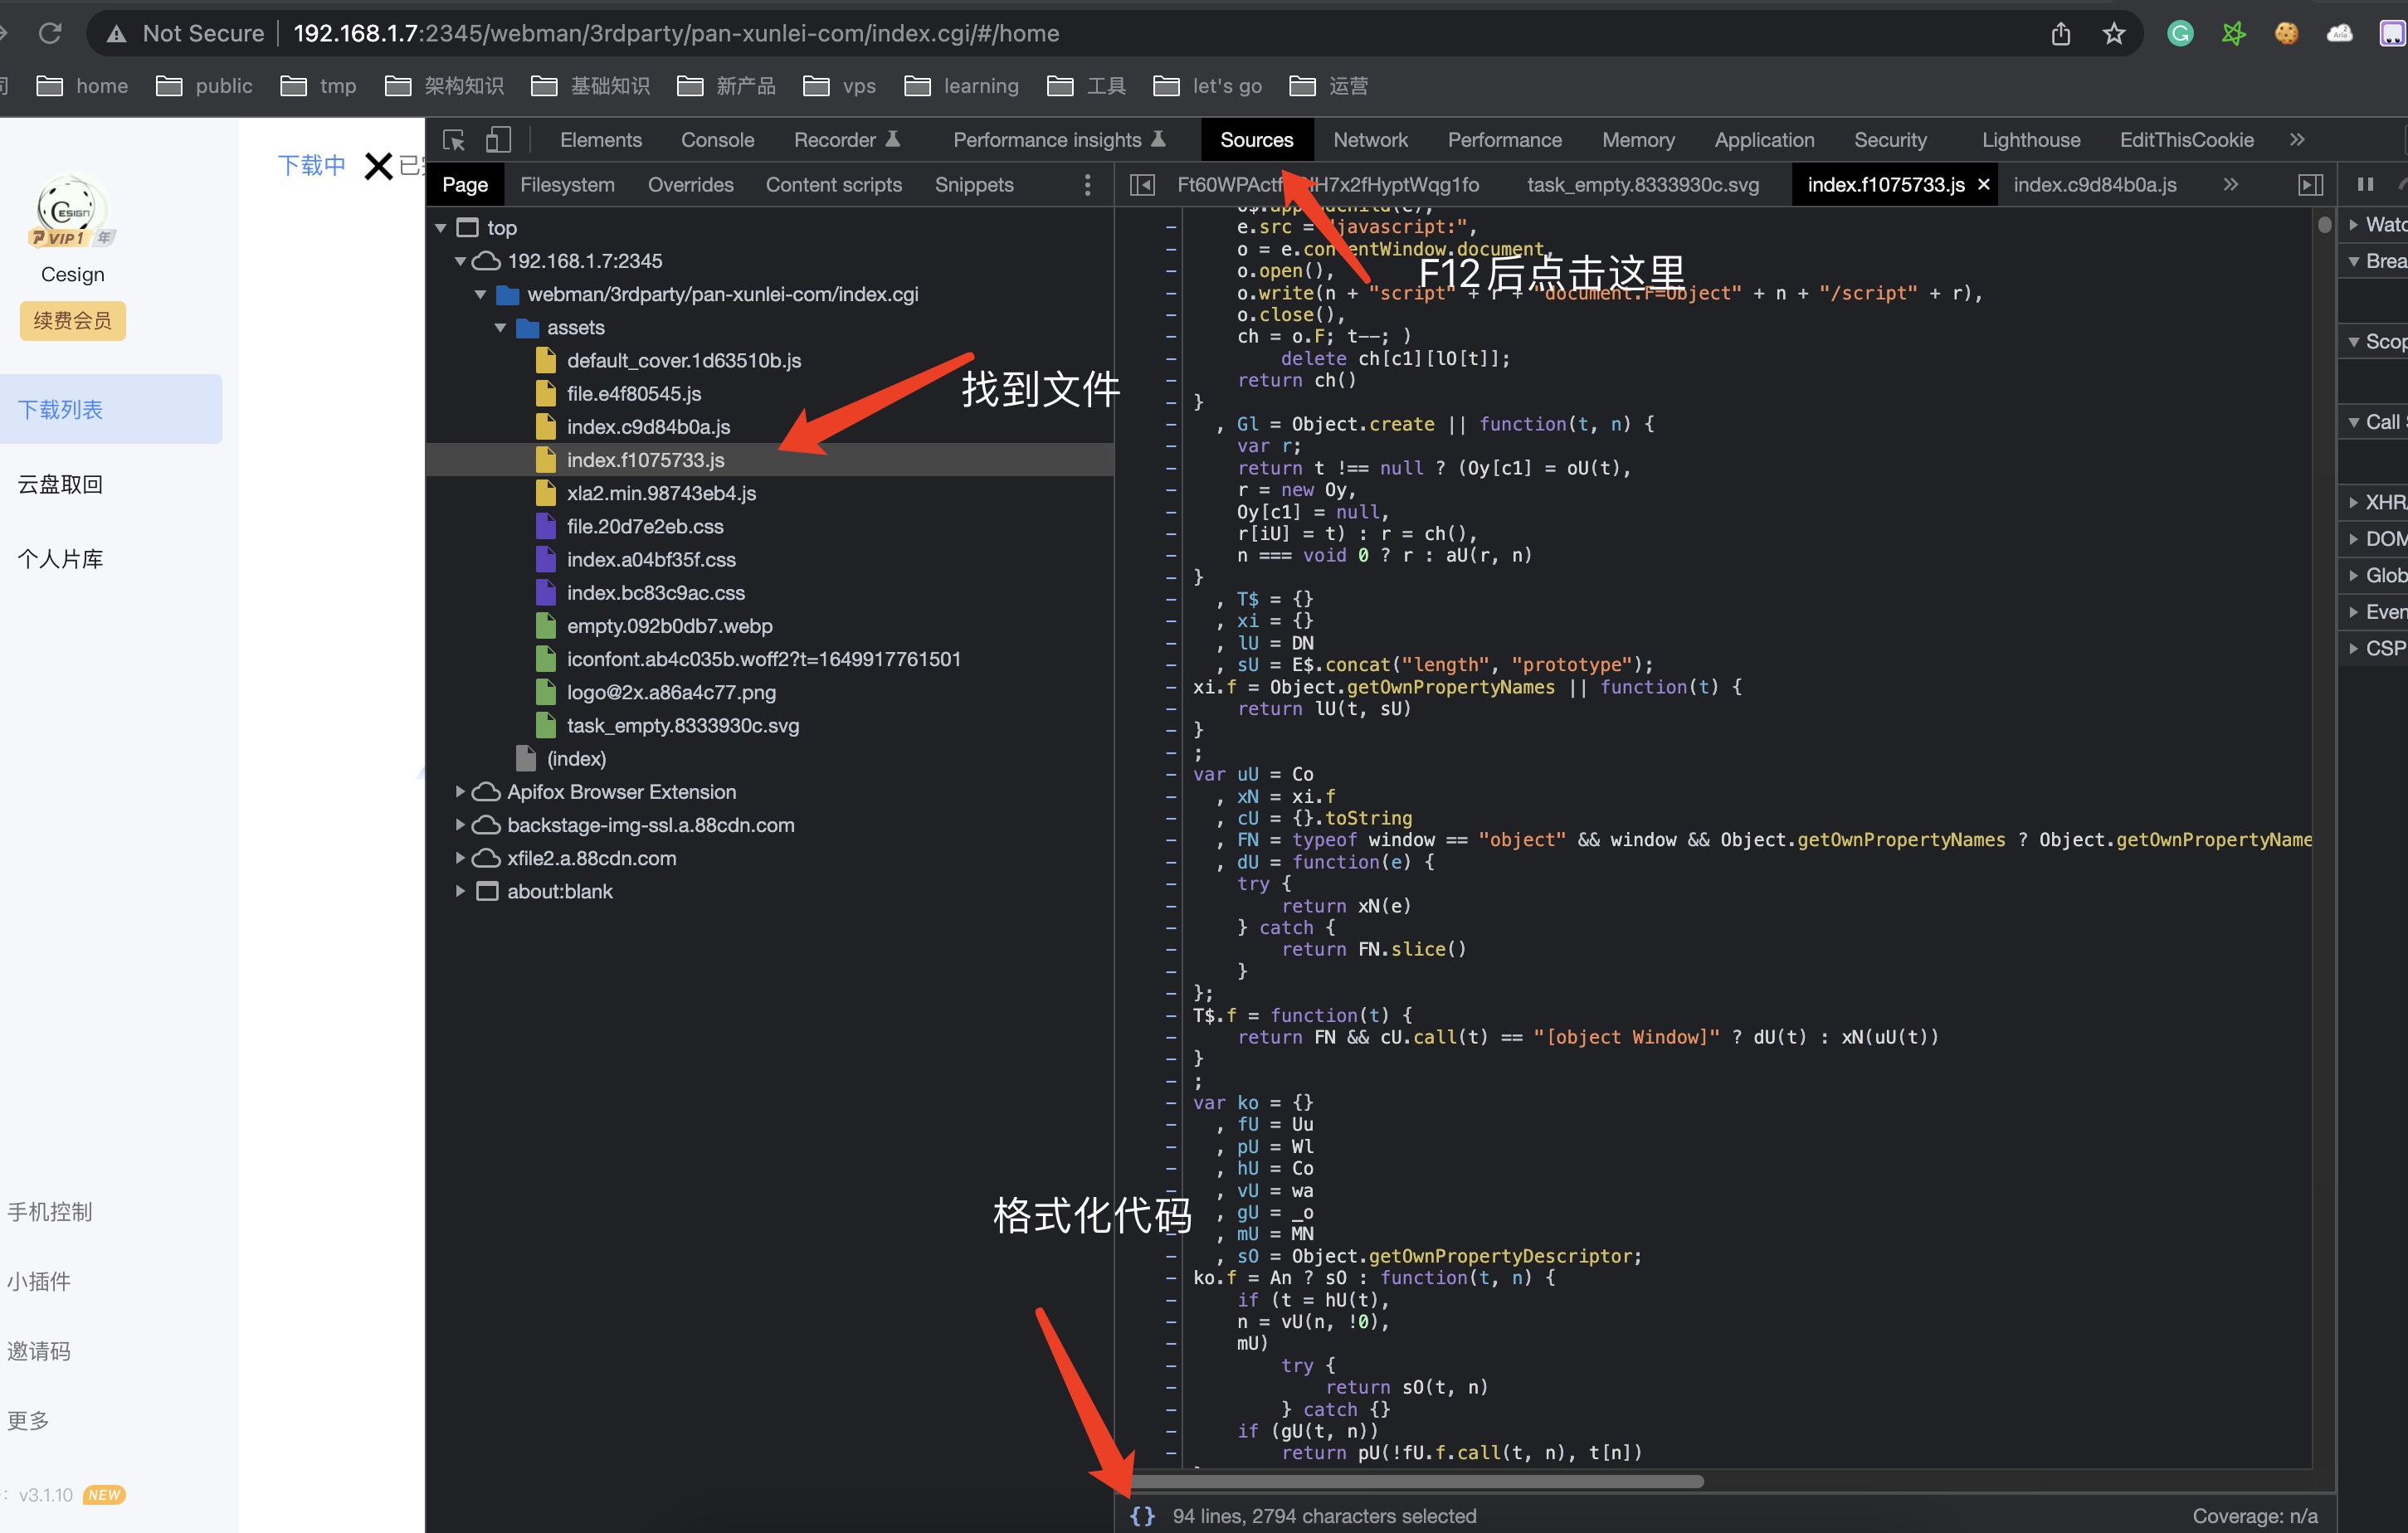 Not Secure 192.168.1.7:2345/webman/3rdparty/pan-xunlei-com/index.cgi/#/home
home public tmp 架构知识 基础知识 新产品 vps learning 工具 let's go 运营
下载中 已
Elements Console Recorder Performance insights Sources Network Performance Memory Application Security Lighthouse EditThisCookie
Page Filesystem Overrides Content scripts Snippets
task_empty.8333930c.svg index.f1075733.js × index.c9d84b0a.js
CESIGN
VIP1 年
Cesign
续费会员
下载列表
云盘取回
个人片库
手机控制
小插件
邀请码
更多
v3.1.10 NEW
top
192.168.1.7:2345
webman/3rdparty/pan-xunlei-com/index.cgi
assets
default_cover.1d63510b.js
file.e4f80545.js
index.c9d84b0a.js
index.f1075733.js
xla2.min.98743eb4.js
file.20d7e2eb.css
index.a04bf35f.css
index.bc83c9ac.css
empty.092b0db7.webp
iconfont.ab4c035b.woff2?t=1649917761501
logo@2x.a86a4c77.png
task_empty.8333930c.svg
(index)
Apifox Browser Extension
backstage-img-ssl.a.88cdn.com
xfile2.a.88cdn.com
about:blank
F12后点击这里
找到文件
格式化代码
e.src = "javascript:",
o = e.contentWindow.document,
o.open(),
o.write(n + "script" + r + "document.F=Object" + n + "/script" + r),
o.close(),
ch = o.F; t--; )
delete ch[c1][lO[t]];
return ch()
}
, Gl = Object.create || function(t, n) {
var r;
return t !== null ? (Oy[c1] = oU(t),
r = new Oy,
Oy[c1] = null,
r[iU] = t) : r = ch(),
n === void 0 ? r : aU(r, n)
}
, T$ = {}
, xi = {}
, lU = DN
, sU = E$.concat("length", "prototype");
xi.f = Object.getOwnPropertyNames || function(t) {
return lU(t, sU)
}
;
var uU = Co
, xN = xi.f
, cU = {}.toString
, FN = typeof window == "object" && window && Object.getOwnPropertyNames ? Object.getOwnPropertyName
, dU = function(e) {
try {
return xN(e)
} catch {
return FN.slice()
}
};
T$.f = function(t) {
return FN && cU.call(t) == "[object Window]" ? dU(t) : xN(uU(t))
}
;
var ko = {}
, fU = Uu
, pU = Wl
, hU = Co
, vU = wa
, gU = _o
, mU = MN
, sO = Object.getOwnPropertyDescriptor;
ko.f = An ? sO : function(t, n) {
if (t = hU(t),
n = vU(n, !0),
mU)
try {
return sO(t, n)
} catch {}
if (gU(t, n))
return pU(!fU.f.call(t, n), t[n])
{} 94 lines, 2794 characters selected Coverage: n/a
Watc
Brea
Scop
Call S
XHR/
DOM
Glob
Even
CSP